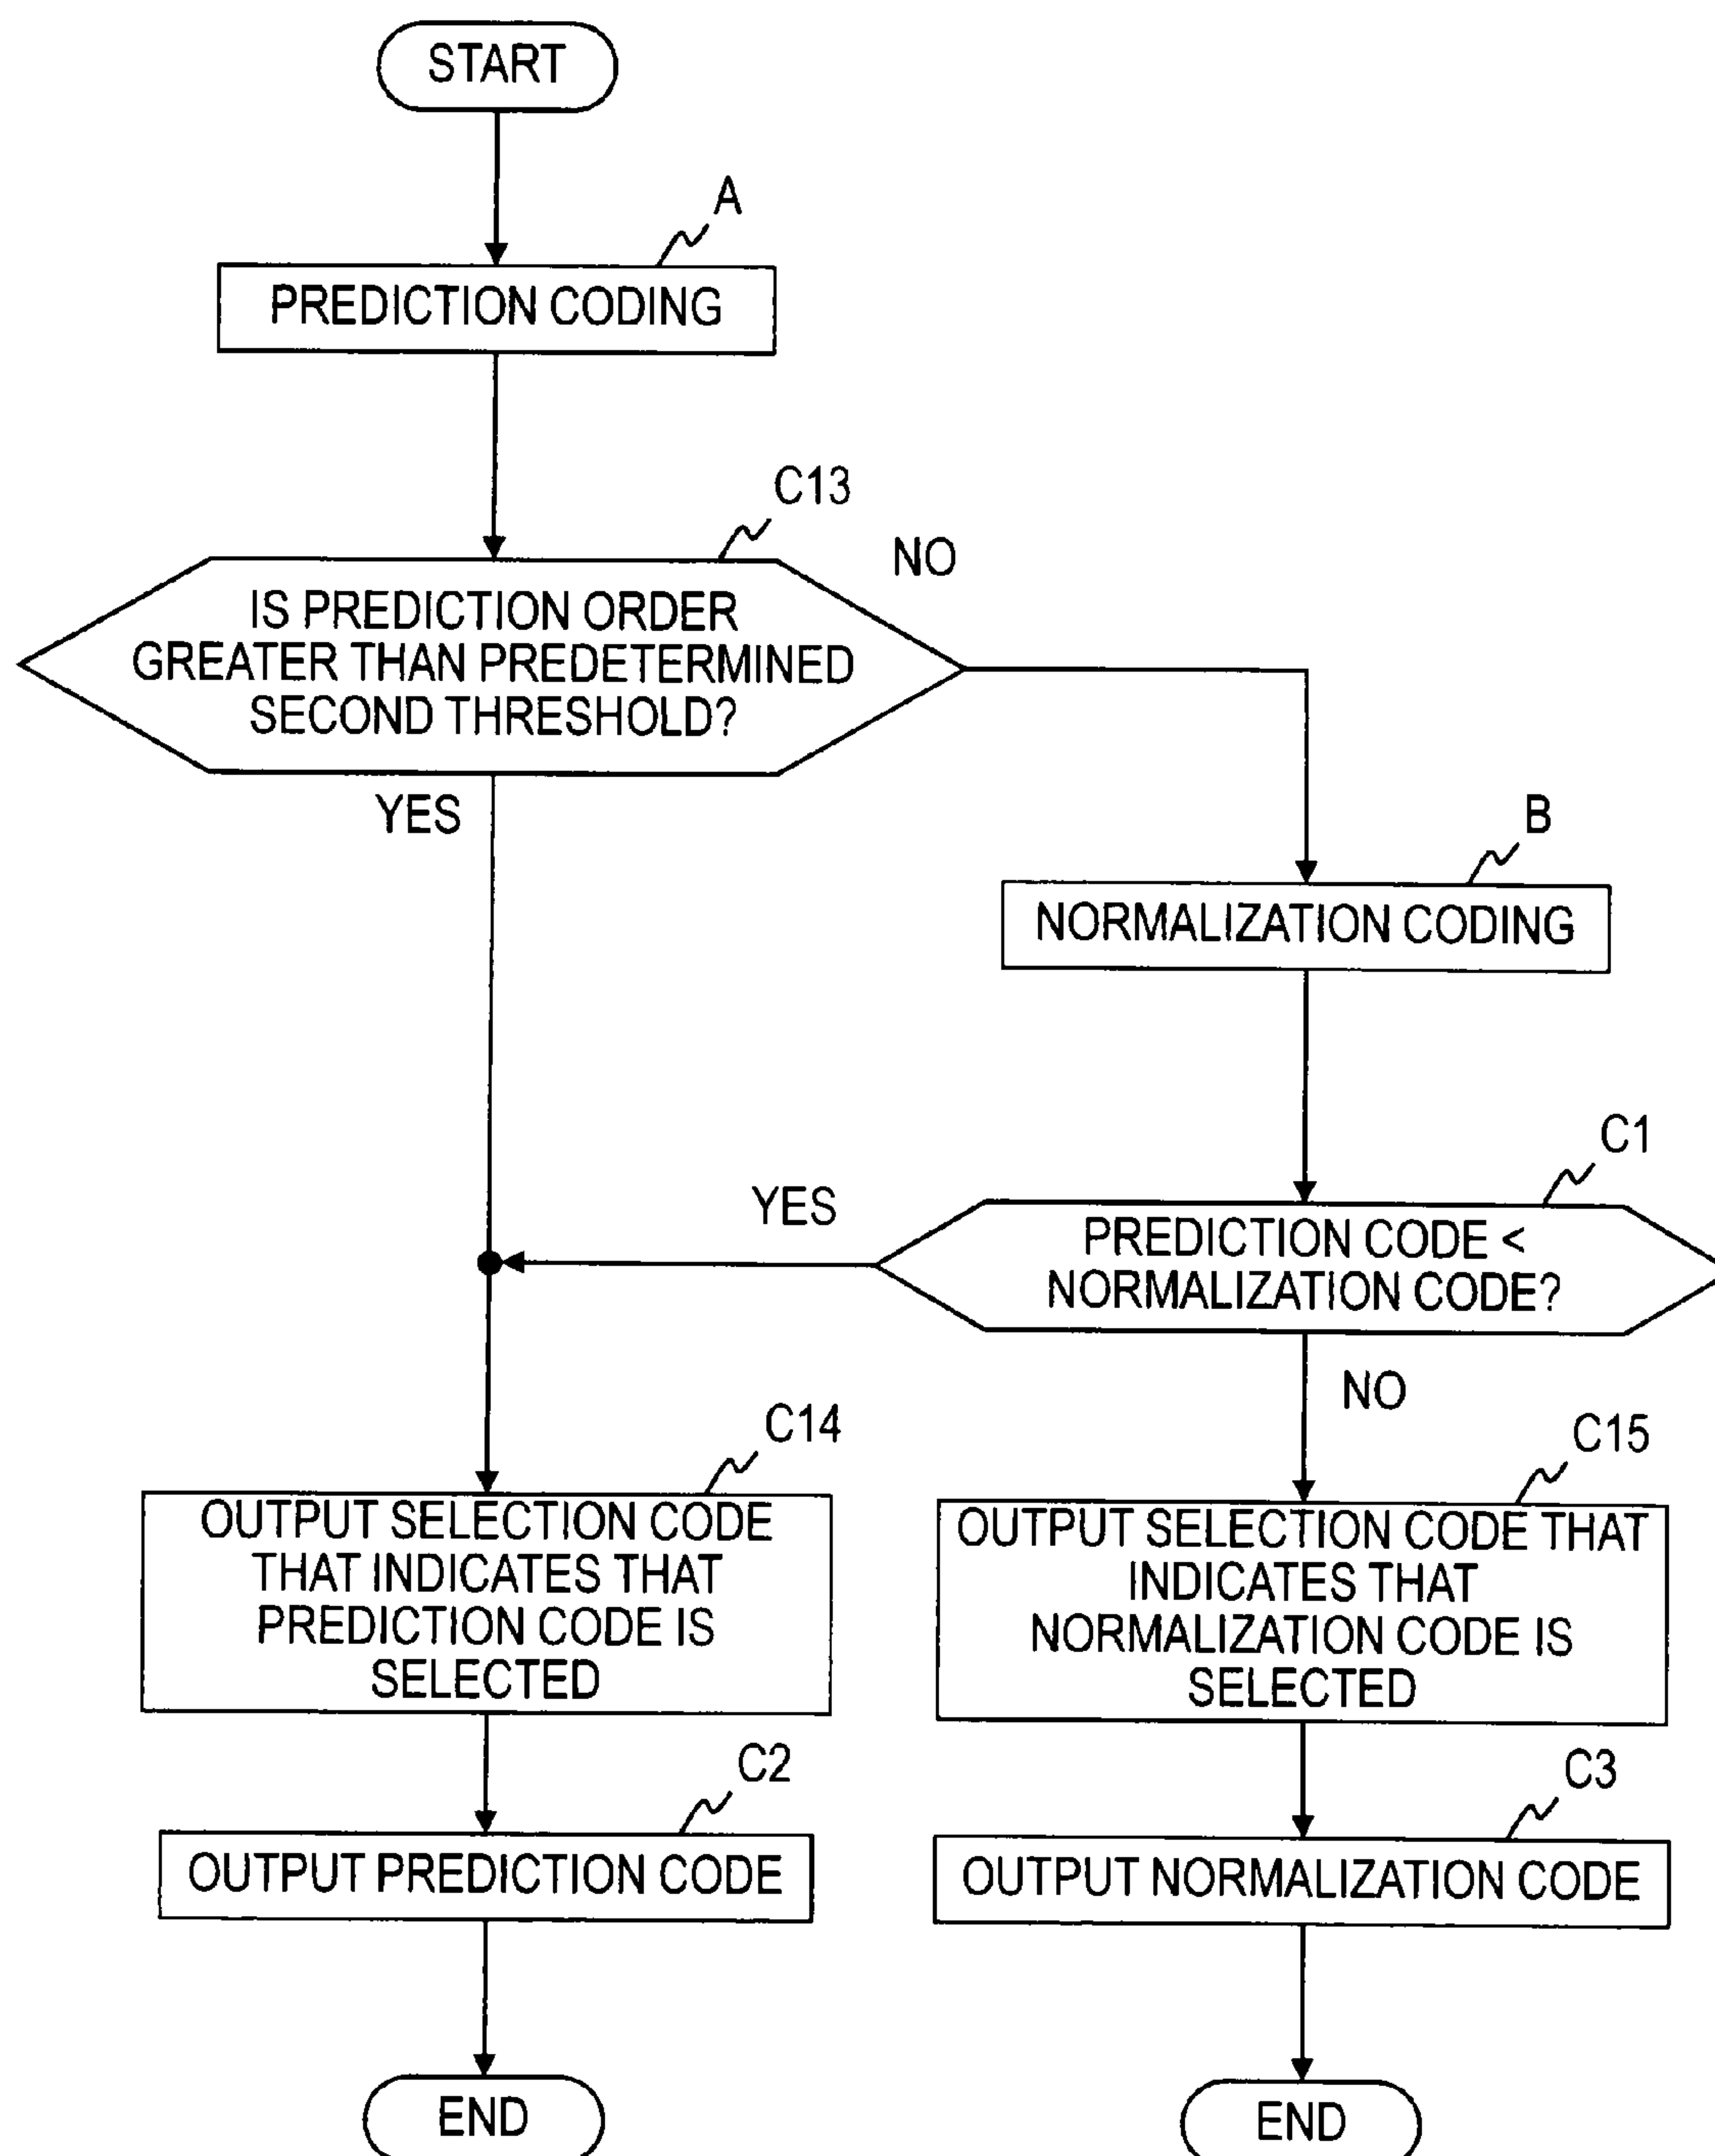 START
A
PREDICTION CODING
C13
NO
IS PREDICTION ORDER
GREATER THAN PREDETERMINED
SECOND THRESHOLD?
YES
B
NORMALIZATION CODING
C1
YES
PREDICTION CODE <
NORMALIZATION CODE?
NO
C14
C15
OUTPUT SELECTION CODE
THAT INDICATES THAT
PREDICTION CODE IS
SELECTED
OUTPUT SELECTION CODE THAT
INDICATES THAT
NORMALIZATION CODE IS
SELECTED
C2
C3
OUTPUT PREDICTION CODE
OUTPUT NORMALIZATION CODE
END
END